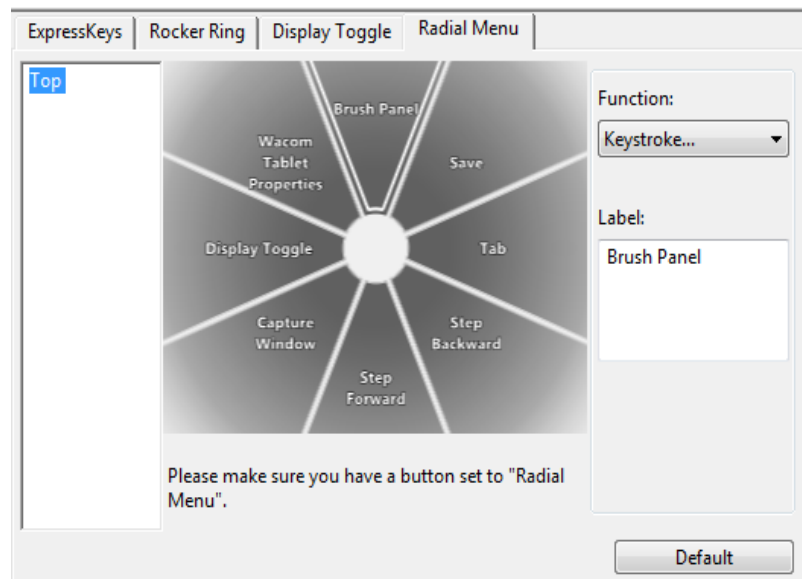 ExpressKeys
Rocker Ring
Display Toggle
Radial Menu
Top
Brush Panel
Wacom
Tablet
Properties
Save
Display Toggle
Tab
Capture
Window
Step
Backward
Step
Forward
Please make sure you have a button set to "Radial
Menu".
Function:
Keystroke...
Label:
Brush Panel
Default